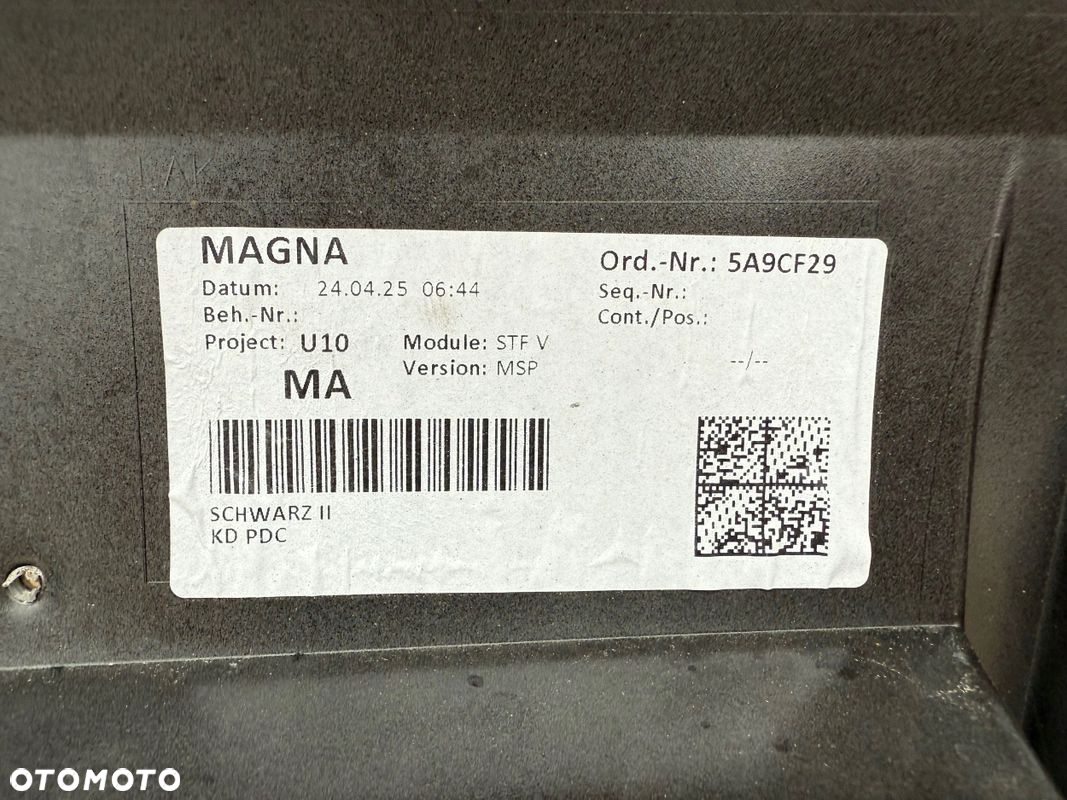 MAGNA
Datum: 24.04.25 06:44
Beh.-Nr.:
Project: U10
MA
Module: STF V
Version: MSP
Ord.-Nr.: 5A9CF29
Seq.-Nr.:
Cont./Pos.:
--/--
SCHWARZ II
KD PDC
OTOMOTO